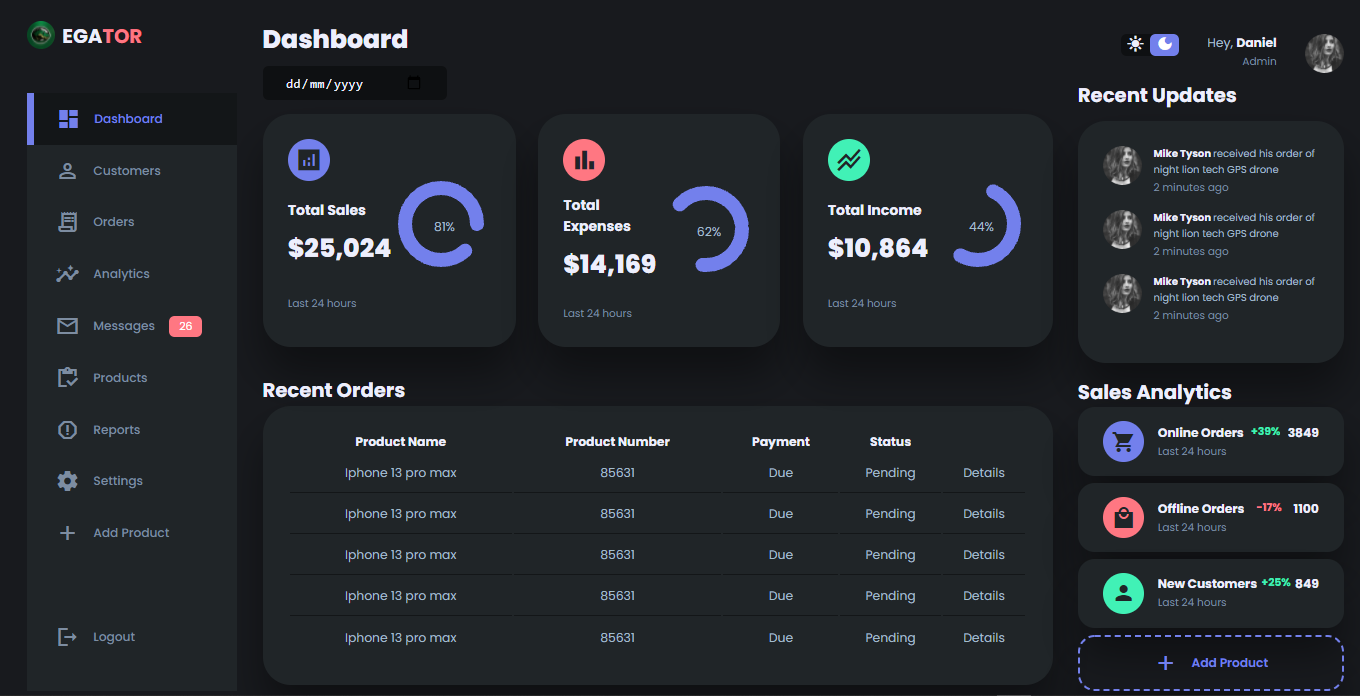 EGATOR
Dashboard
Customers
Orders
Analytics
Messages 26
Products
Reports
Settings
Add Product
Logout
Dashboard
dd/mm/yyyy
Total Sales
$25,024
81%
Last 24 hours
Total
Expenses
$14,169
62%
Last 24 hours
Total Income
$10,864
44%
Last 24 hours
Recent Orders
Product Name Product Number Payment Status
Iphone 13 pro max 85631 Due Pending Details
Iphone 13 pro max 85631 Due Pending Details
Iphone 13 pro max 85631 Due Pending Details
Iphone 13 pro max 85631 Due Pending Details
Iphone 13 pro max 85631 Due Pending Details
Hey, Daniel
Admin
Recent Updates
Mike Tyson received his order of
night lion tech GPS drone
2 minutes ago
Mike Tyson received his order of
night lion tech GPS drone
2 minutes ago
Mike Tyson received his order of
night lion tech GPS drone
2 minutes ago
Sales Analytics
Online Orders +39% 3849
Last 24 hours
Offline Orders -17% 1100
Last 24 hours
New Customers +25% 849
Last 24 hours
Add Product